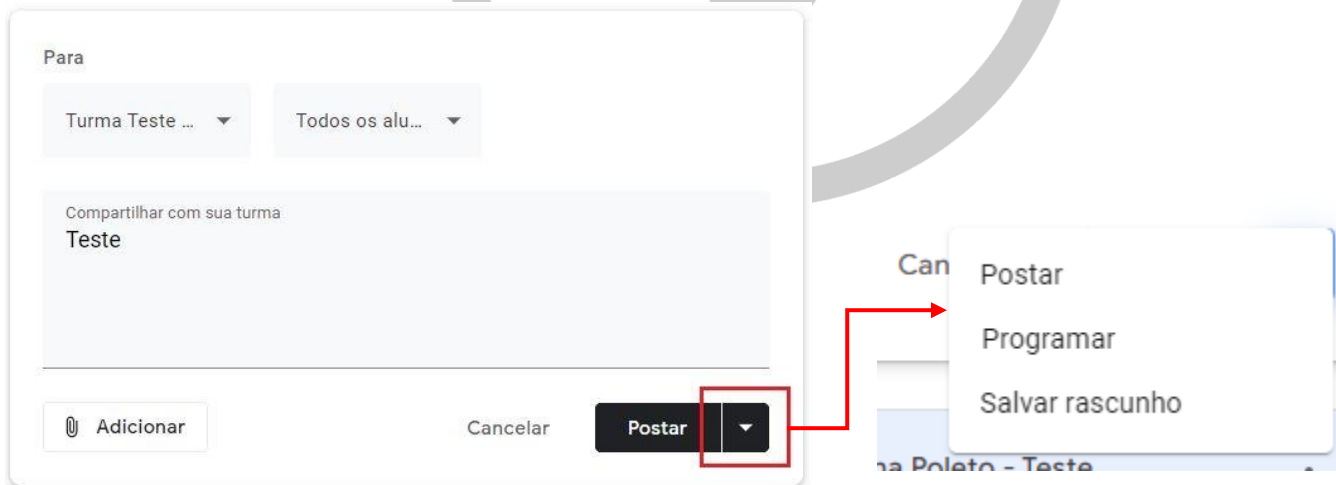 Para
Turma Teste ...
Todos os alu...
Compartilhar com sua turma
Teste
Adicionar
Cancelar
Postar
Can
Postar
Programar
Salvar rascunho
na Poleto - Teste